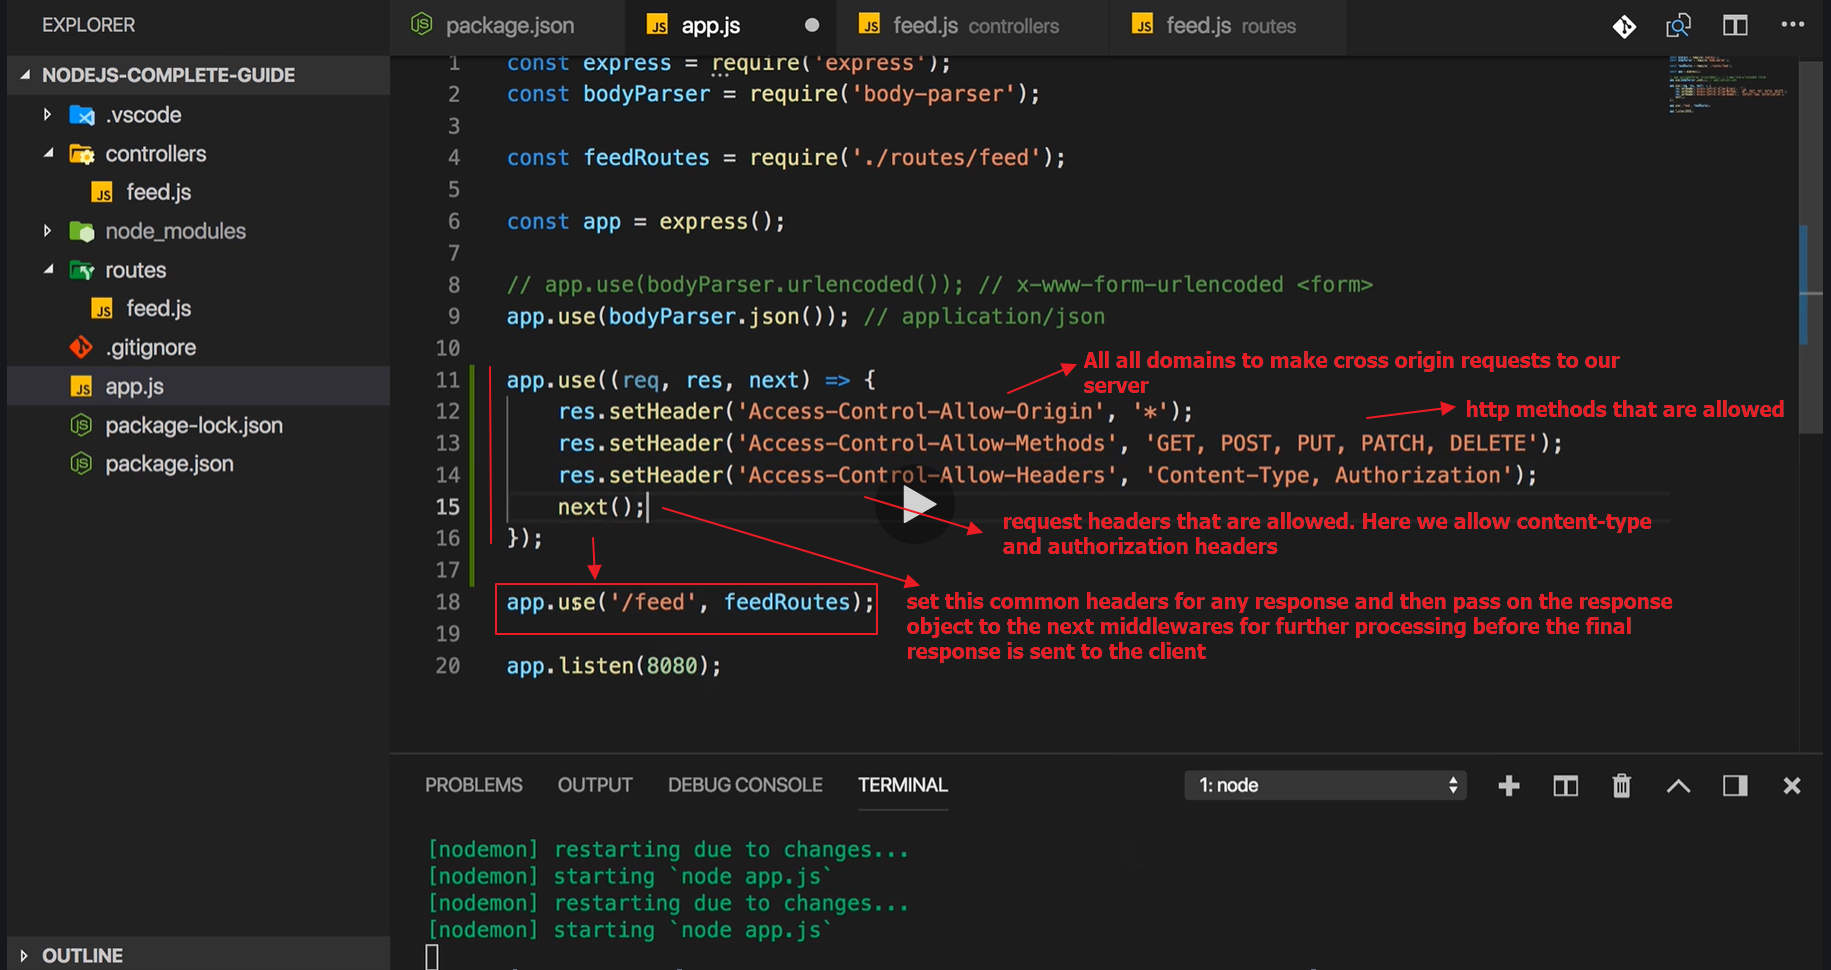 EXPLORER
NODEJS-COMPLETE-GUIDE
.vscode
controllers
JS feed.js
node_modules
routes
JS feed.js
.gitignore
JS app.js
JS package-lock.json
JS package.json
OUTLINE
JS package.json
JS app.js
JS feed.js controllers
JS feed.js routes
1 const express = require('express');
2 const bodyParser = require('body-parser');
3
4 const feedRoutes = require('./routes/feed');
5
6 const app = express();
7
8 // app.use(bodyParser.urlencoded()); // x-www-form-urlencoded <form>
9 app.use(bodyParser.json()); // application/json
10
All all domains to make cross origin requests to our
server
11 app.use((req, res, next) => {
12 res.setHeader('Access-Control-Allow-Origin', '*');
http methods that are allowed
13 res.setHeader('Access-Control-Allow-Methods', 'GET, POST, PUT, PATCH, DELETE');
14 res.setHeader('Access-Control-Allow-Headers', 'Content-Type, Authorization');
15 next();
request headers that are allowed. Here we allow content-type
and authorization headers
16 });
17
18 app.use('/feed', feedRoutes);
set this common headers for any response and then pass on the response
object to the next middlewares for further processing before the final
response is sent to the client
19
20 app.listen(8080);
PROBLEMS OUTPUT DEBUG CONSOLE TERMINAL 1: node
[nodemon] restarting due to changes...
[nodemon] starting `node app.js`
[nodemon] restarting due to changes...
[nodemon] starting `node app.js`